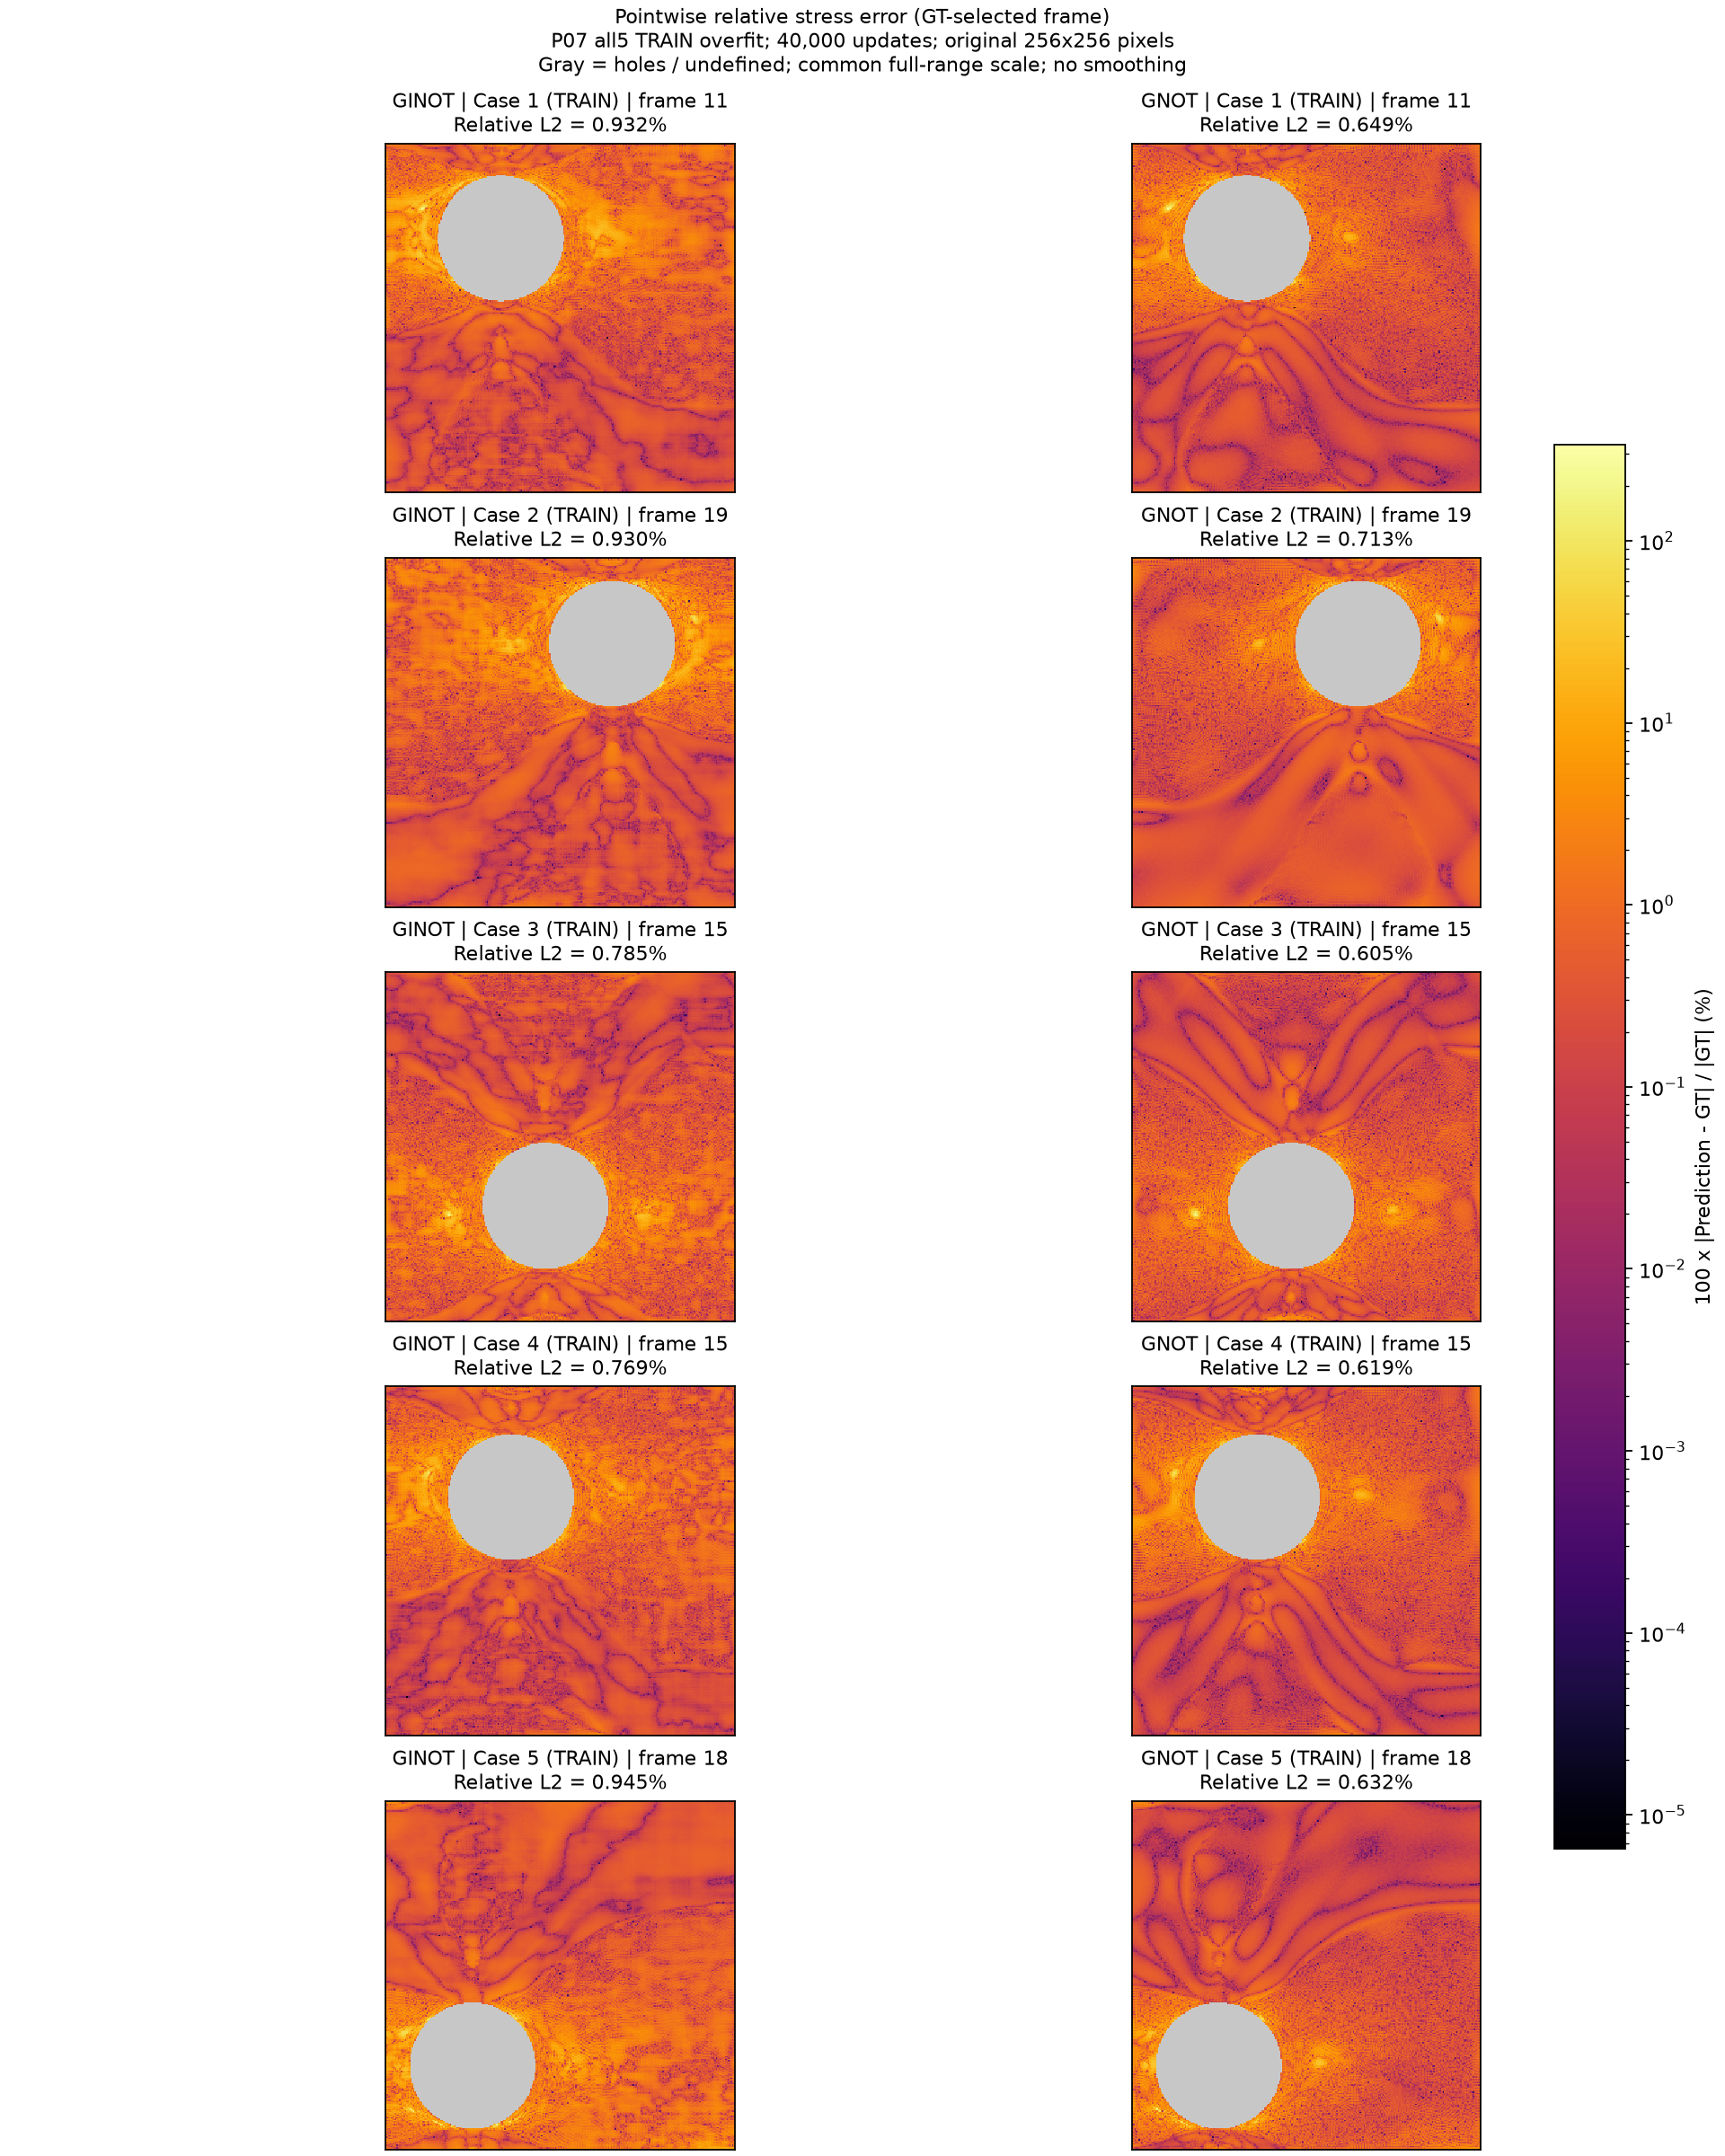 Pointwise relative stress error (GT-selected frame)
P07 all5 TRAIN overfit; 40,000 updates; original 256x256 pixels
Gray = holes / undefined; common full-range scale; no smoothing
GINOT | Case 1 (TRAIN) | frame 11
Relative L2 = 0.932%
GNOT | Case 1 (TRAIN) | frame 11
Relative L2 = 0.649%
GINOT | Case 2 (TRAIN) | frame 19
Relative L2 = 0.930%
GNOT | Case 2 (TRAIN) | frame 19
Relative L2 = 0.713%
GINOT | Case 3 (TRAIN) | frame 15
Relative L2 = 0.785%
GNOT | Case 3 (TRAIN) | frame 15
Relative L2 = 0.605%
GINOT | Case 4 (TRAIN) | frame 15
Relative L2 = 0.769%
GNOT | Case 4 (TRAIN) | frame 15
Relative L2 = 0.619%
GINOT | Case 5 (TRAIN) | frame 18
Relative L2 = 0.945%
GNOT | Case 5 (TRAIN) | frame 18
Relative L2 = 0.632%
10²
10¹
10⁰
10⁻¹
10⁻²
10⁻³
10⁻⁴
10⁻⁵
100 x |Prediction - GT| / |GT| (%)